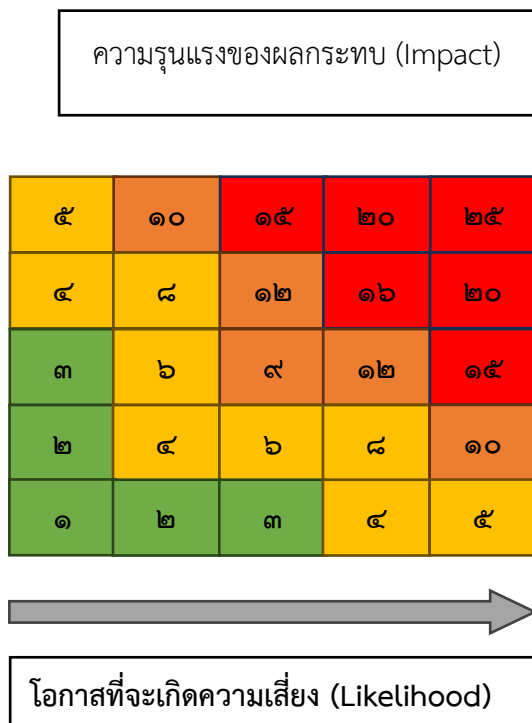 ความรุนแรงของผลกระทบ (Impact)
๕ ๑๐ ๑๕ ๒๐ ๒๕
๔ ๘ ๑๒ ๑๖ ๒๐
๓ ๖ ๙ ๑๒ ๑๕
๒ ๔ ๖ ๘ ๑๐
๑ ๒ ๓ ๔ ๕
โอกาสที่จะเกิดความเสี่ยง (Likelihood)